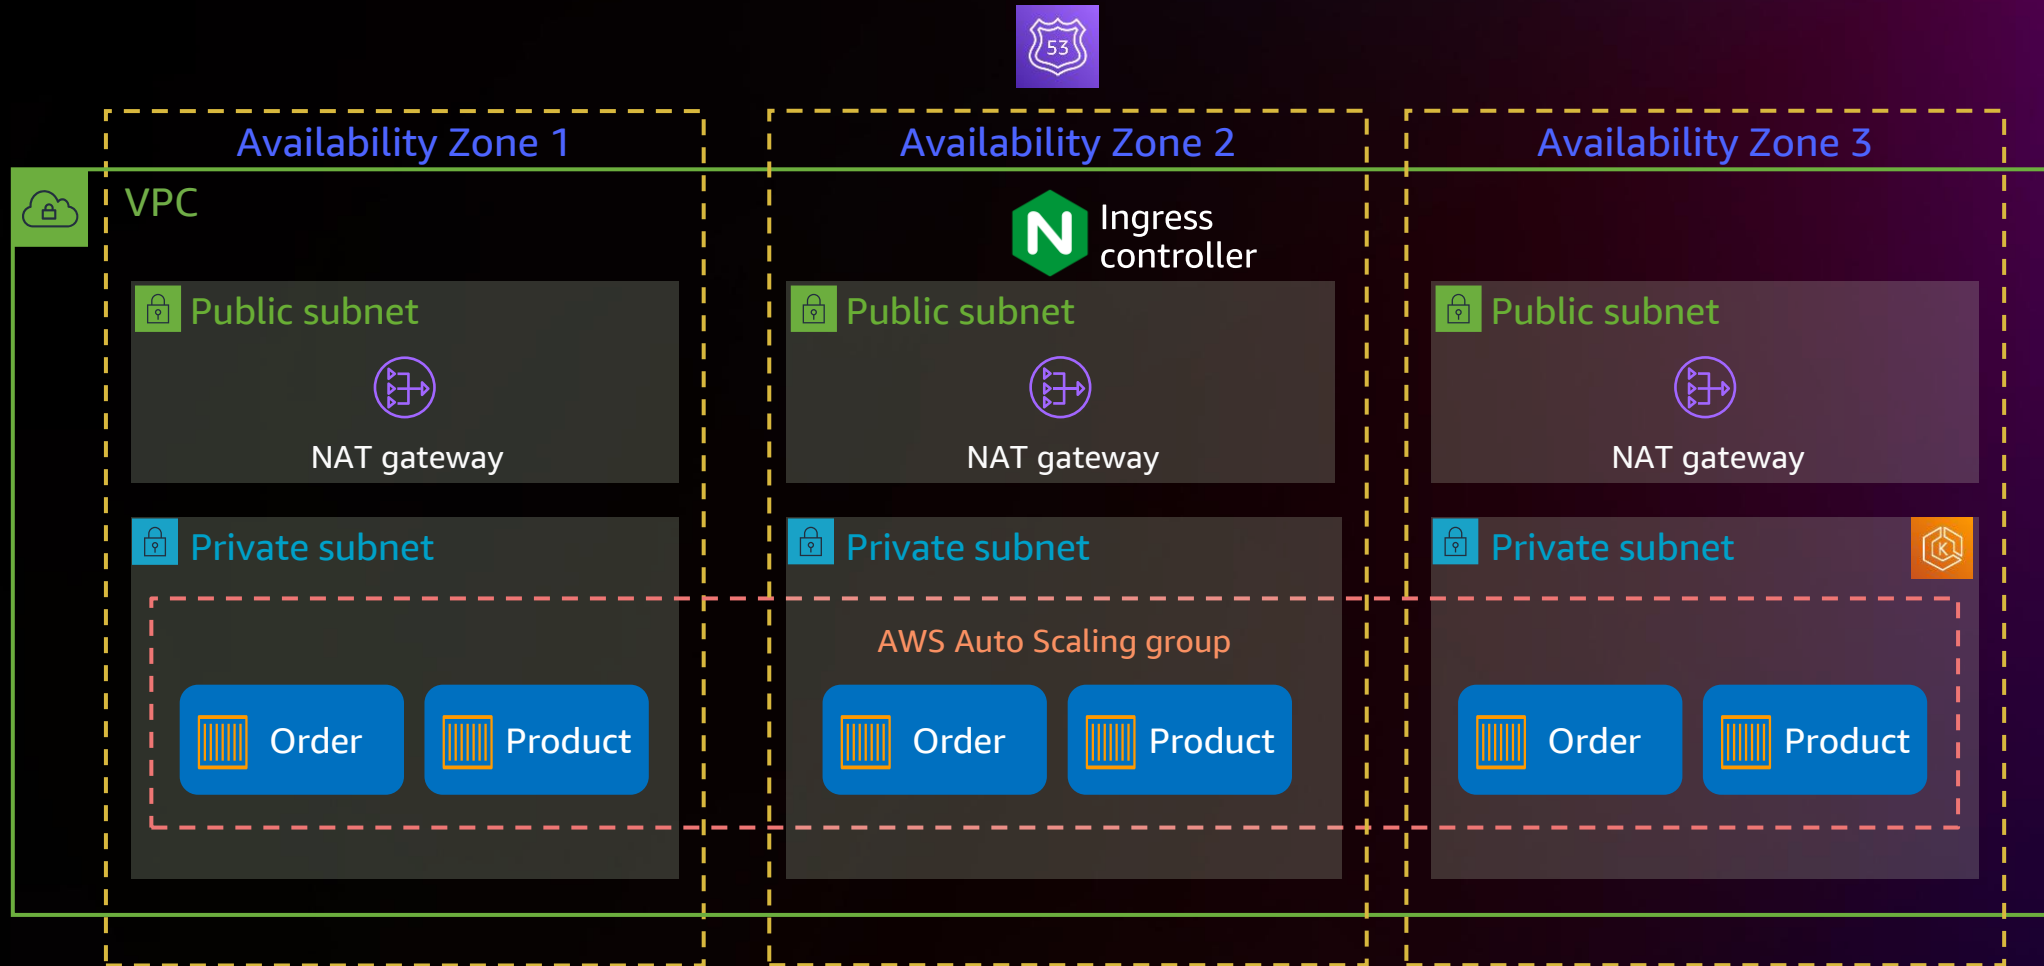 53
Availability Zone 1
Availability Zone 2
Availability Zone 3
VPC
N
Ingress
controller
Public subnet
Public subnet
Public subnet
NAT gateway
NAT gateway
NAT gateway
Private subnet
Private subnet
Private subnet
K
AWS Auto Scaling group
Order
Product
Order
Product
Order
Product